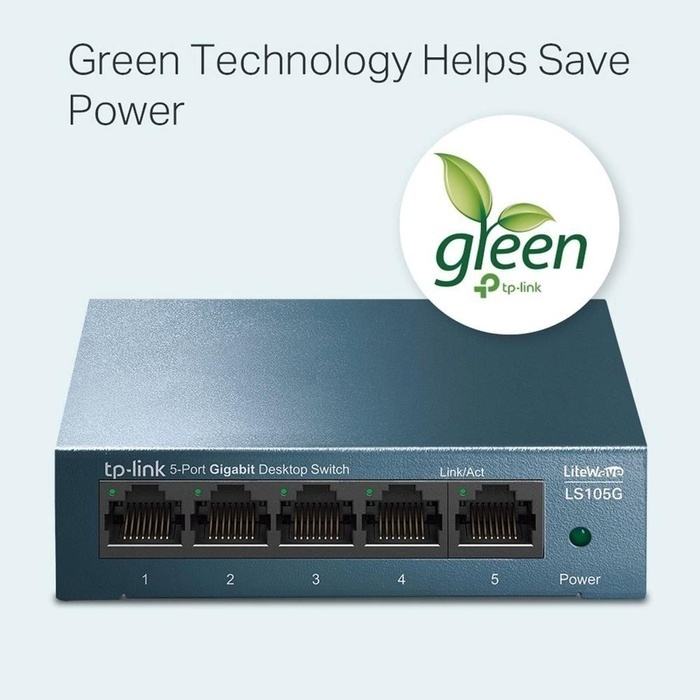 Green Technology Helps Save
Power
green
tp-link
tp-link 5-Port Gigabit Desktop Switch
Link/Act
LiteWave
LS105G
1 2 3 4 5 Power